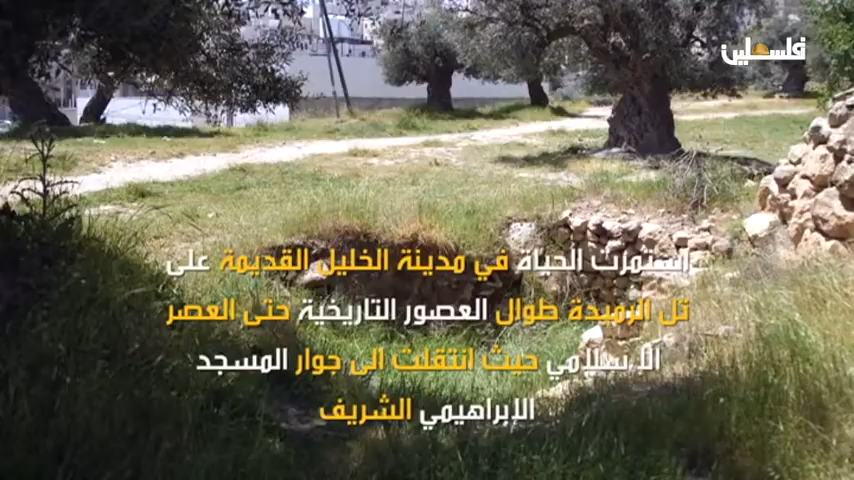 فلسطين
استمرت الحياة في مدينة الخليل القديمة على
تل الرميدة طوال العصور التاريخية حتى العصر
الاسلامي حيث انتقلت الى جوار المسجد
الإبراهيمي الشريف